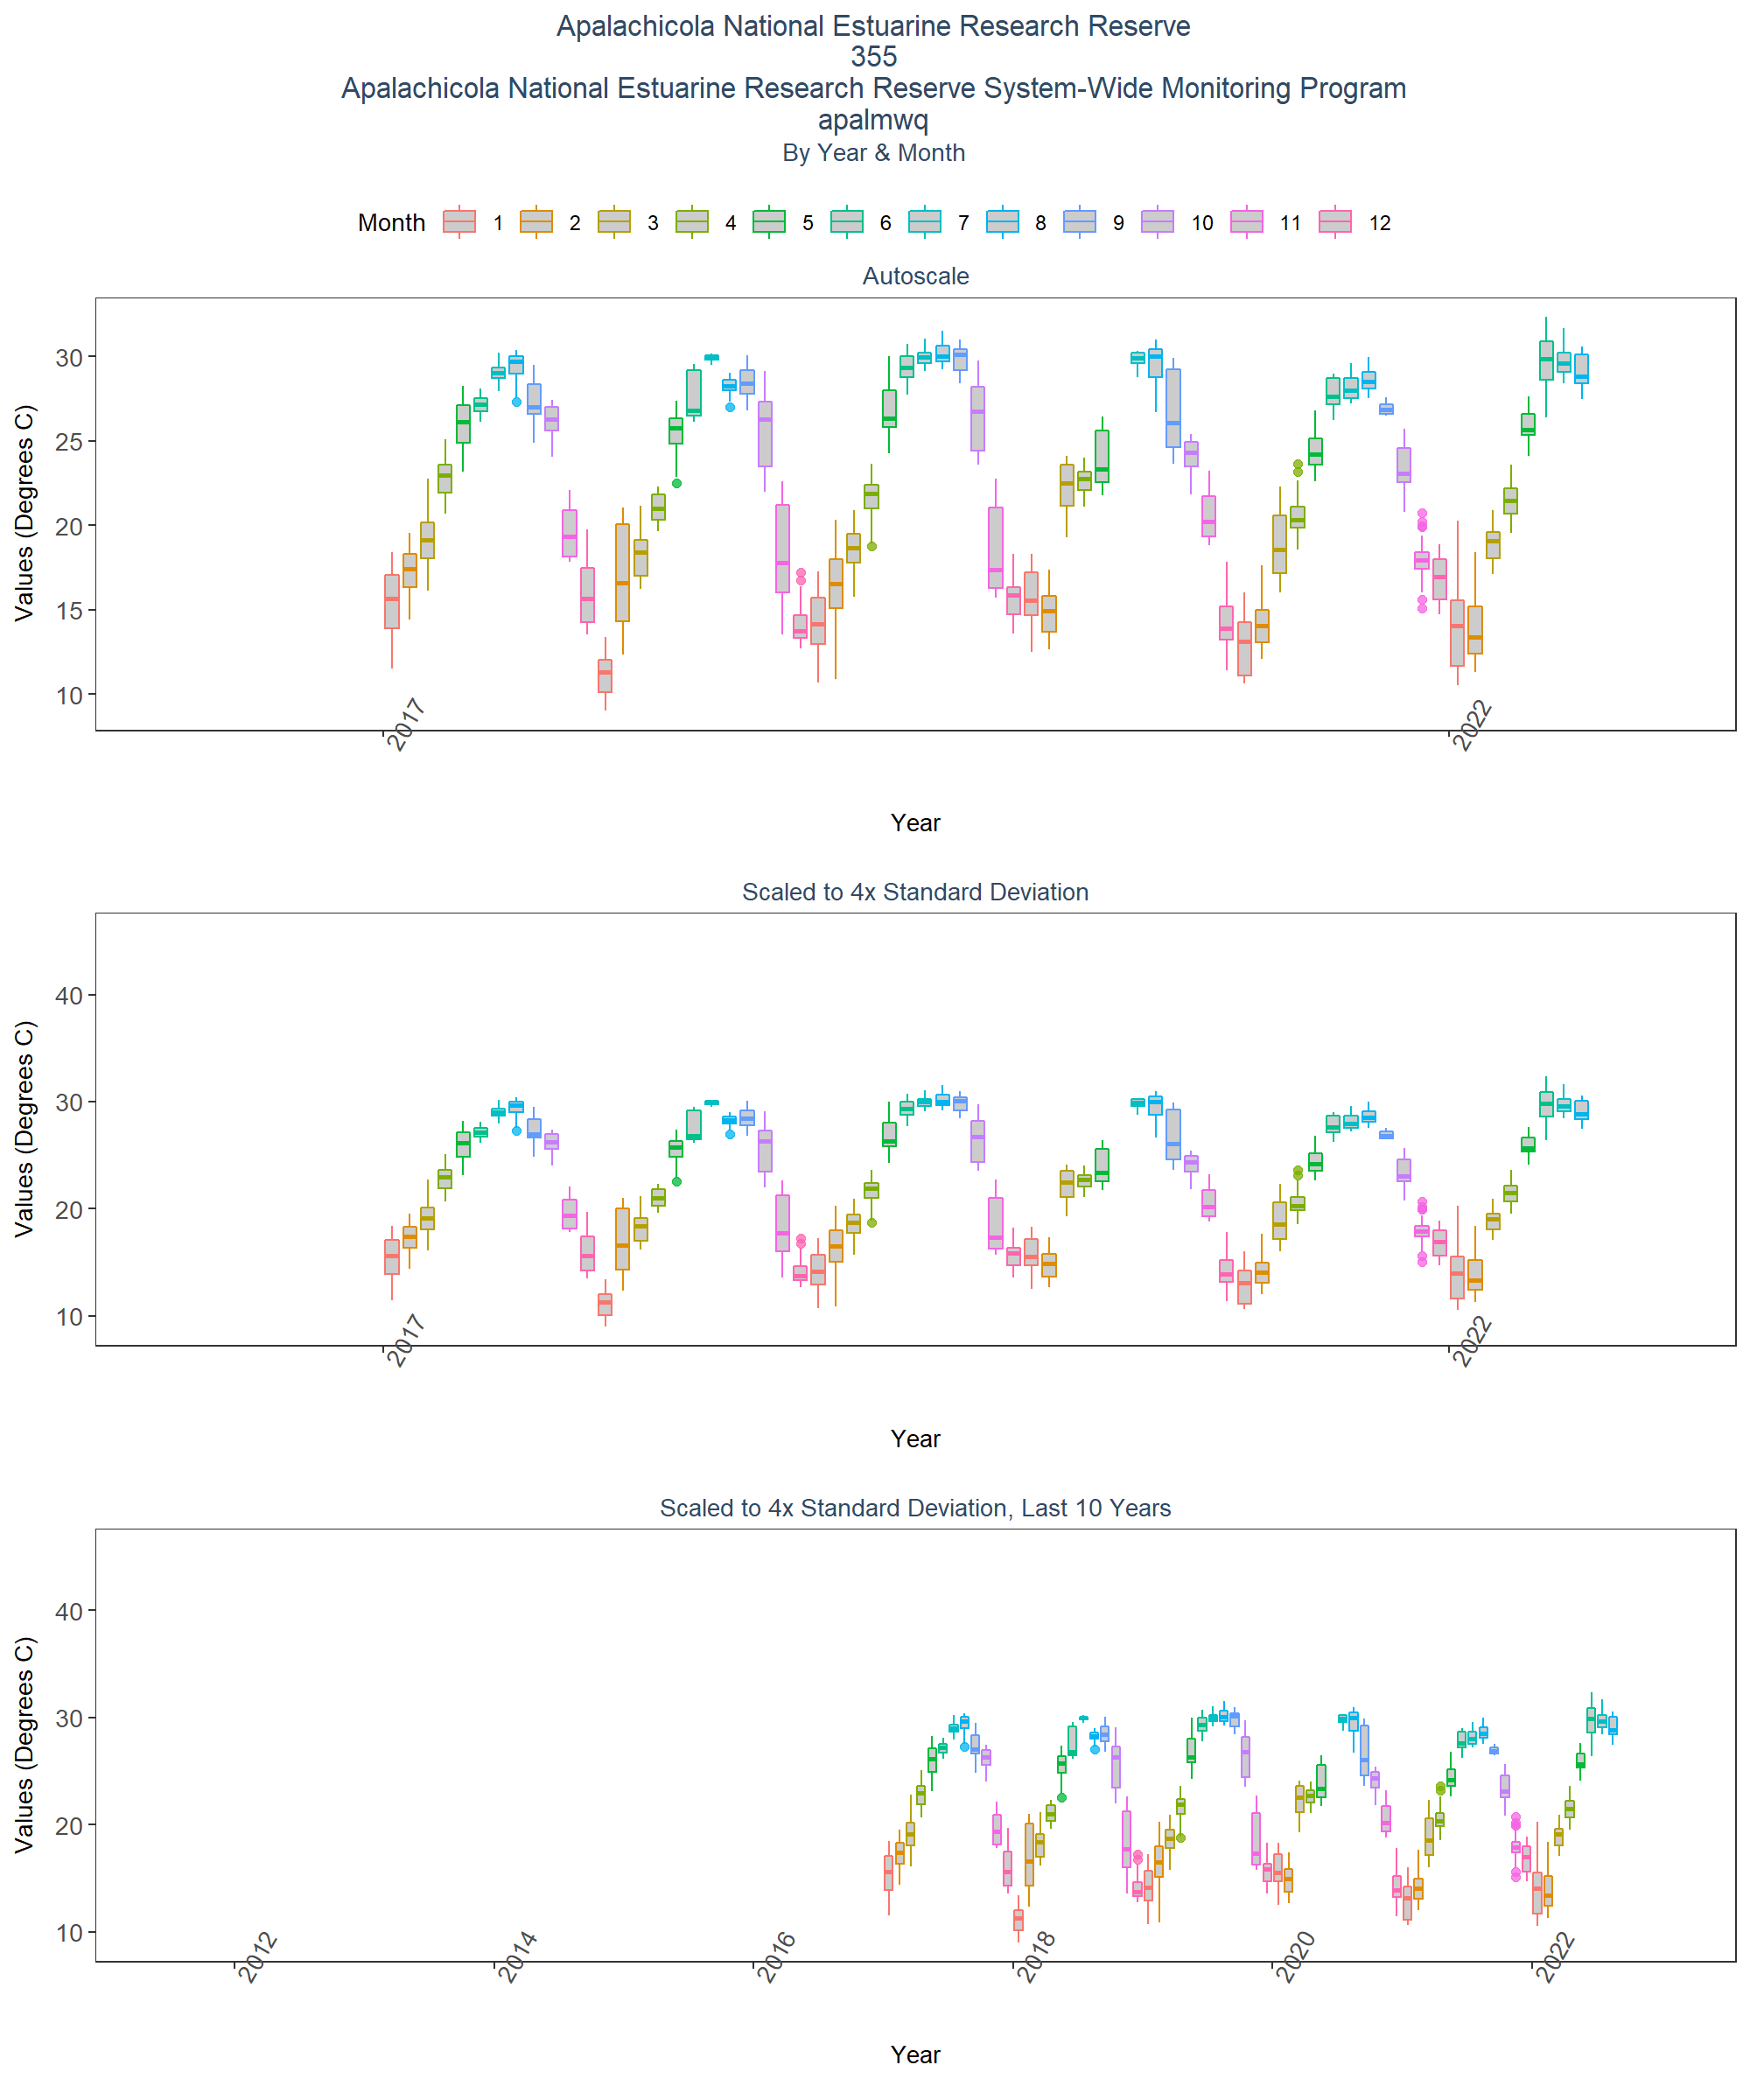 Apalachicola National Estuarine Research Reserve
355
Apalachicola National Estuarine Research Reserve System-Wide Monitoring Program
apalmwq
By Year & Month
Month 1 2 3 4 5 6 7 8 9 10 11 12
Autoscale
Values (Degrees C)
30
25
20
15
10
2017 2022
Year
Scaled to 4x Standard Deviation
Values (Degrees C)
40
30
20
10
2017 2022
Year
Scaled to 4x Standard Deviation, Last 10 Years
Values (Degrees C)
40
30
20
10
2012 2014 2016 2018 2020 2022
Year